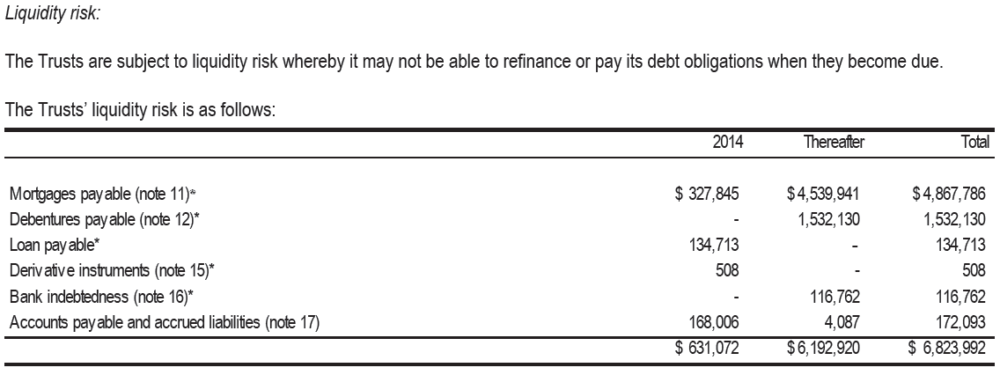 Liquidity risk:
The Trusts are subject to liquidity risk whereby it may not be able to refinance or pay its debt obligations when they become due.
The Trusts’ liquidity risk is as follows:
2014 Thereafter Total
Mortgages payable (note 11)* $ 327,845 $ 4,539,941 $ 4,867,786
Debentures payable (note 12)* - 1,532,130 1,532,130
Loan payable* 134,713 - 134,713
Derivative instruments (note 15)* 508 - 508
Bank indebtedness (note 16)* - 116,762 116,762
Accounts payable and accrued liabilities (note 17) 168,006 4,087 172,093
$ 631,072 $ 6,192,920 $ 6,823,992